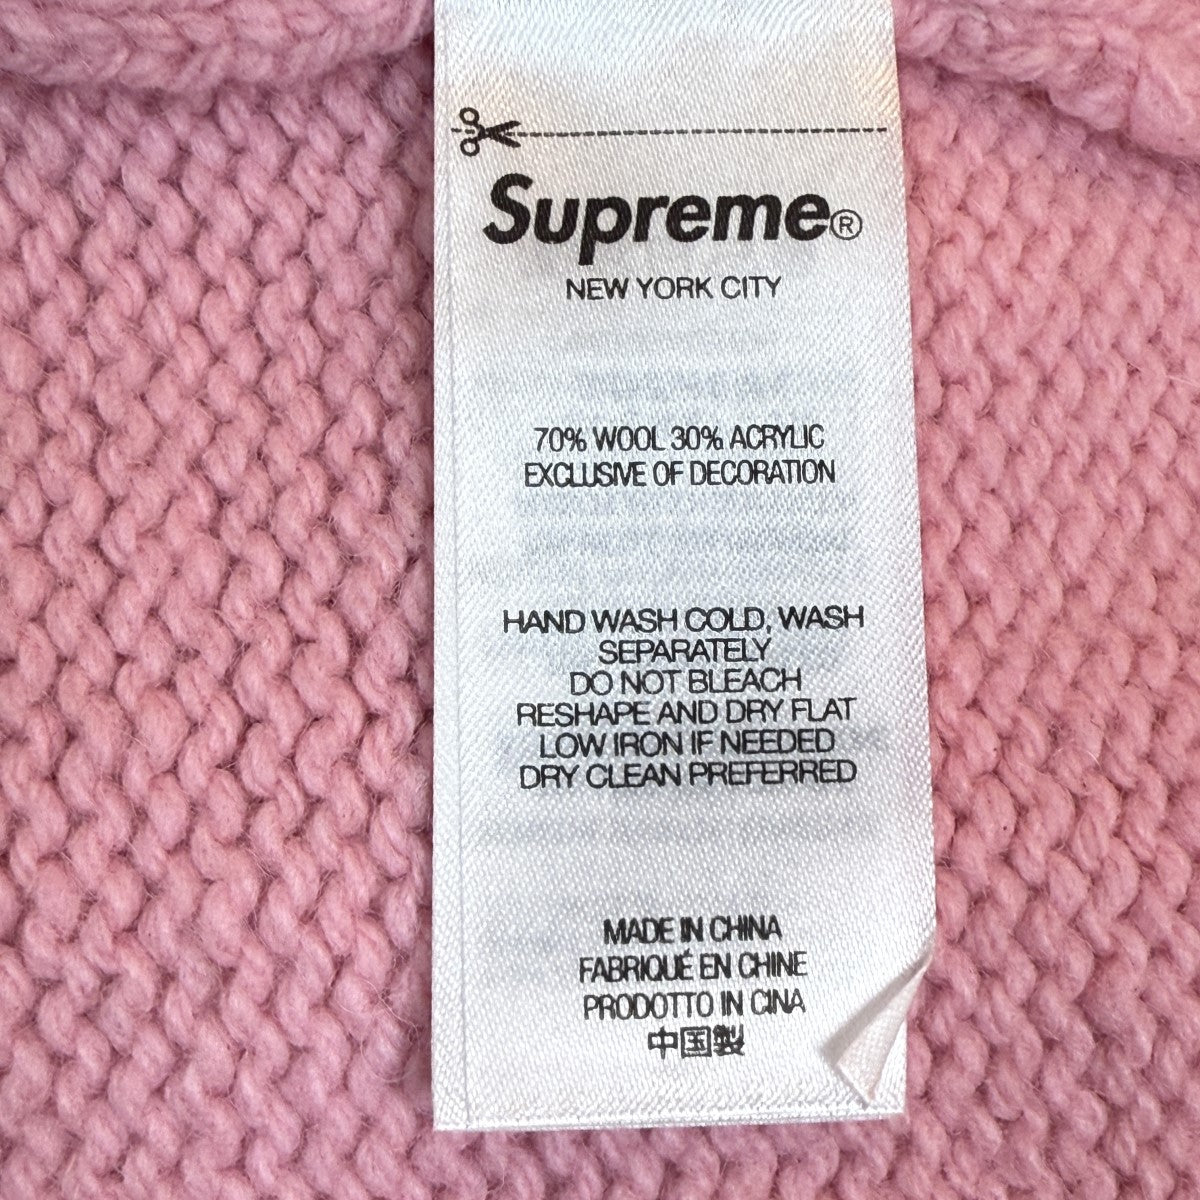 Supreme®
NEW YORK CITY
70% WOOL 30% ACRYLIC
EXCLUSIVE OF DECORATION
HAND WASH COLD, WASH
SEPARATELY
DO NOT BLEACH
RESHAPE AND DRY FLAT
LOW IRON IF NEEDED
DRY CLEAN PREFERRED
MADE IN CHINA
FABRIQUÉ EN CHINE
PRODOTTO IN CINA
中国製